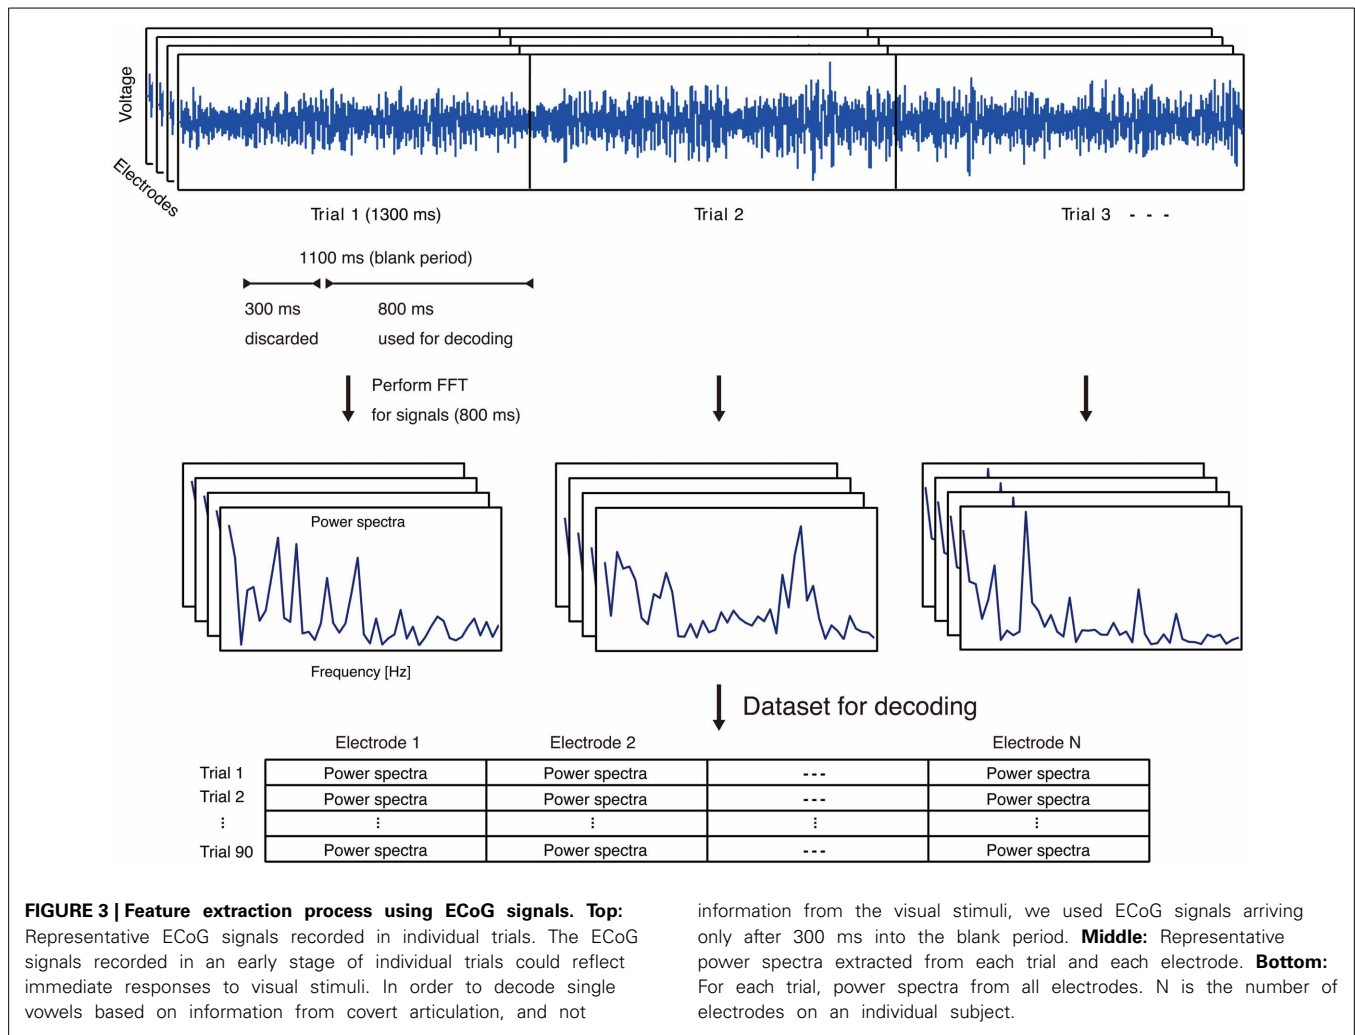 Voltage
Electrodes
Trial 1 (1300 ms)
Trial 2
Trial 3 - - -
1100 ms (blank period)
300 ms
discarded
800 ms
used for decoding
Perform FFT
for signals (800 ms)
Power spectra
Frequency [Hz]
Dataset for decoding
Electrode 1 Electrode 2 Electrode N
Trial 1 Power spectra Power spectra --- Power spectra
Trial 2 Power spectra Power spectra --- Power spectra
⋮ ⋮ ⋮ ⋮ ⋮
Trial 90 Power spectra Power spectra --- Power spectra
FIGURE 3 | Feature extraction process using ECoG signals. Top:
Representative ECoG signals recorded in individual trials. The ECoG
signals recorded in an early stage of individual trials could reflect
immediate responses to visual stimuli. In order to decode single
vowels based on information from covert articulation, and not
information from the visual stimuli, we used ECoG signals arriving
only after 300 ms into the blank period. Middle: Representative
power spectra extracted from each trial and each electrode. Bottom:
For each trial, power spectra from all electrodes. N is the number of
electrodes on an individual subject.